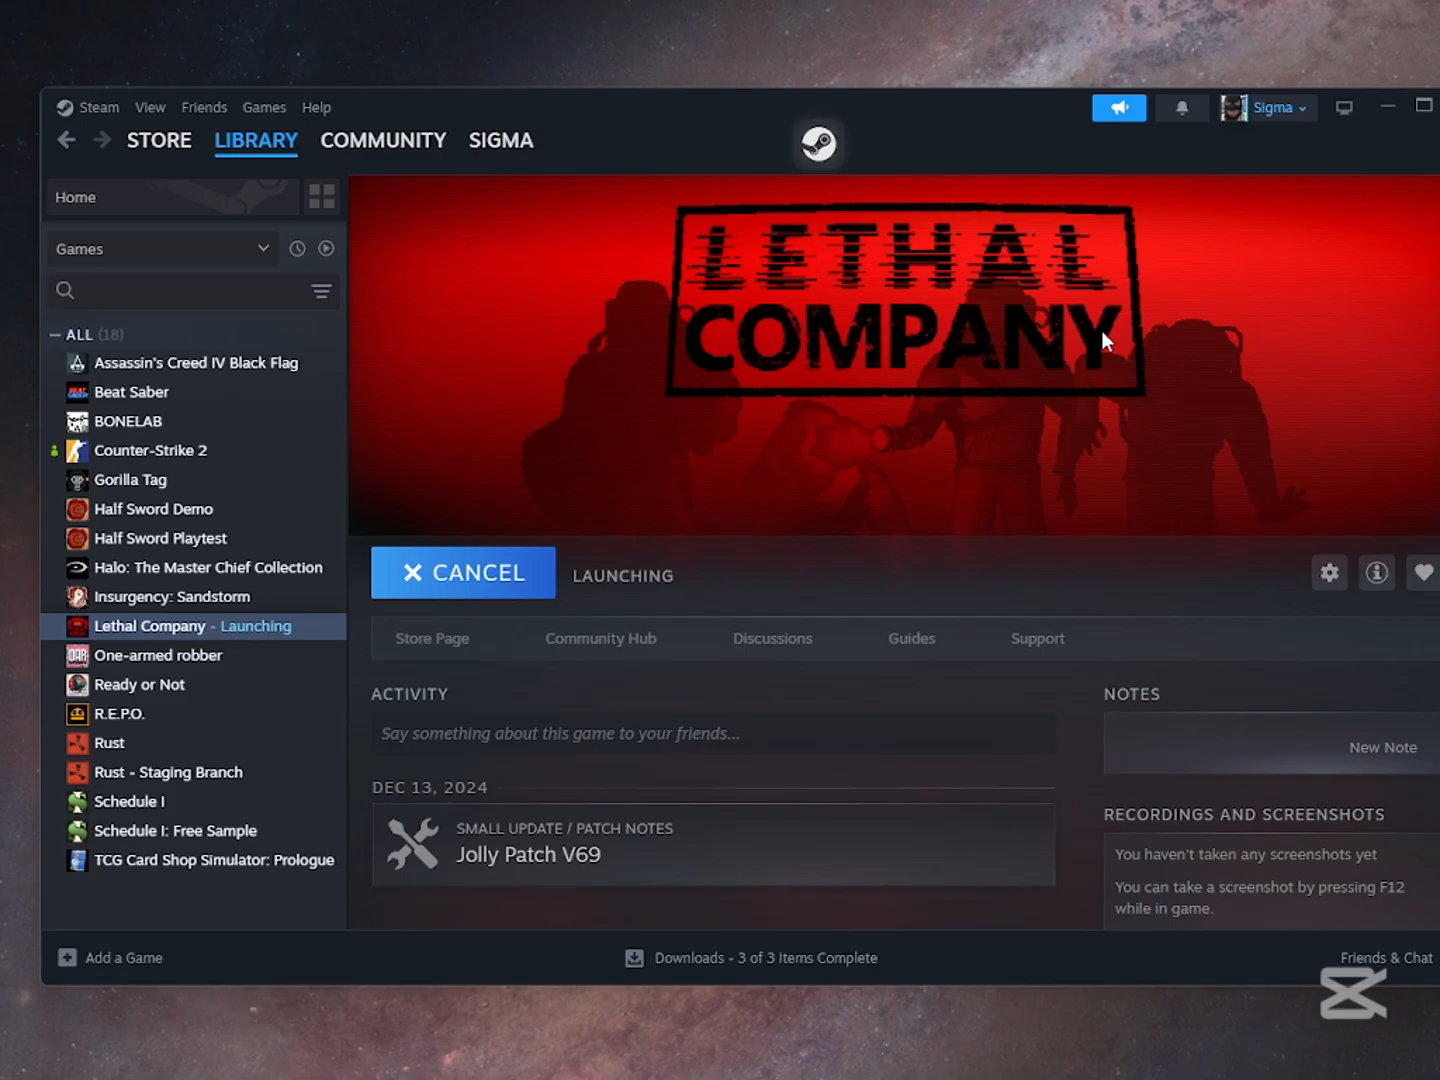 Steam View Friends Games Help
Sigma
STORE LIBRARY COMMUNITY SIGMA
Home
Games
ALL (18)
Assassin's Creed IV Black Flag
Beat Saber
BONELAB
Counter-Strike 2
Gorilla Tag
Half Sword Demo
Half Sword Playtest
Halo: The Master Chief Collection
Insurgency: Sandstorm
Lethal Company - Launching
One-armed robber
Ready or Not
R.E.P.O.
Rust
Rust - Staging Branch
Schedule I
Schedule I: Free Sample
TCG Card Shop Simulator: Prologue
LETHAL
COMPANY
CANCEL LAUNCHING
Store Page Community Hub Discussions Guides Support
ACTIVITY
Say something about this game to your friends...
DEC 13, 2024
SMALL UPDATE / PATCH NOTES
Jolly Patch V69
NOTES
New Note
RECORDINGS AND SCREENSHOTS
You haven't taken any screenshots yet
You can take a screenshot by pressing F12
while in game.
Add a Game
Downloads - 3 of 3 Items Complete
Friends & Chat